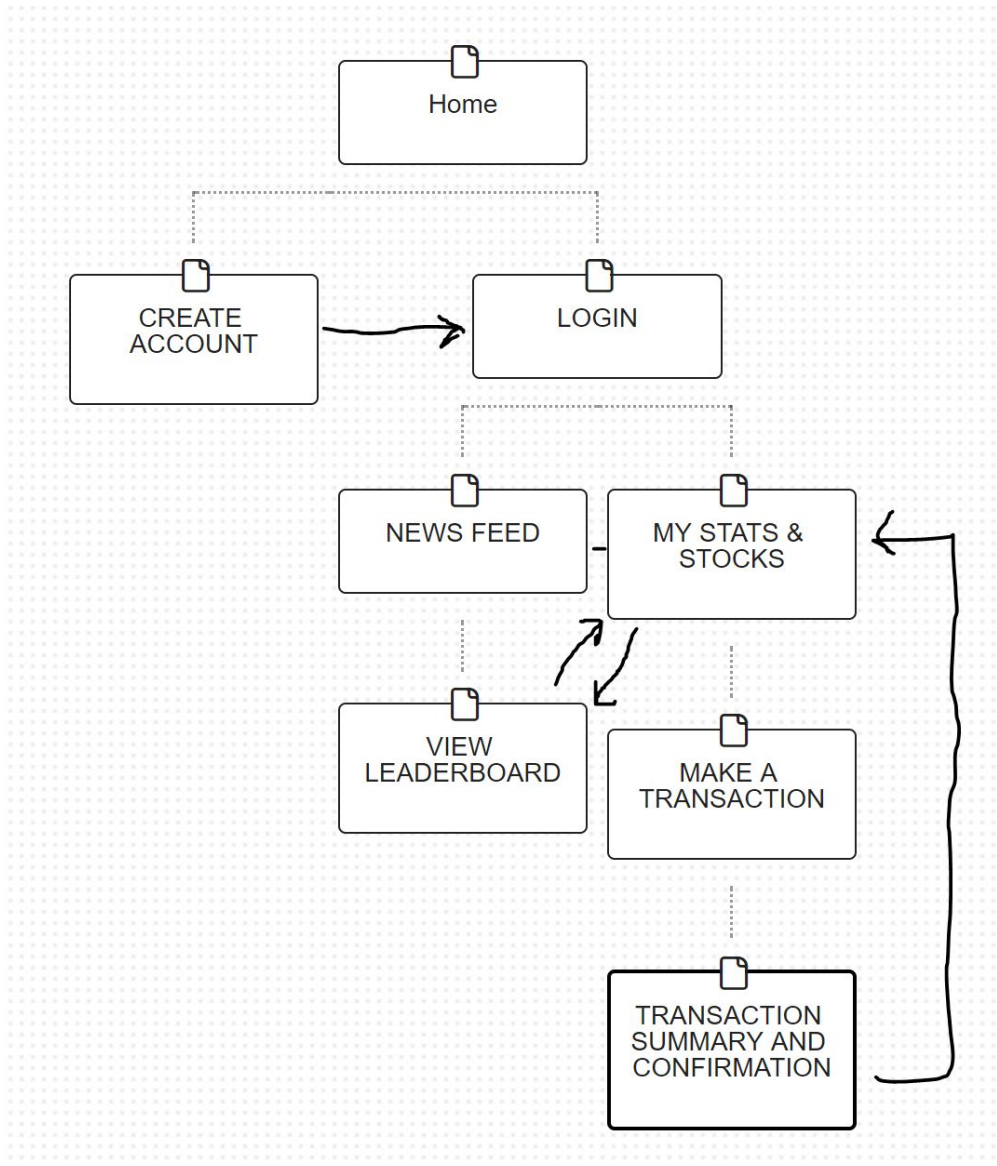 Home
CREATE
ACCOUNT
LOGIN
NEWS FEED
MY STATS &
STOCKS
VIEW
LEADERBOARD
MAKE A
TRANSACTION
TRANSACTION
SUMMARY AND
CONFIRMATION